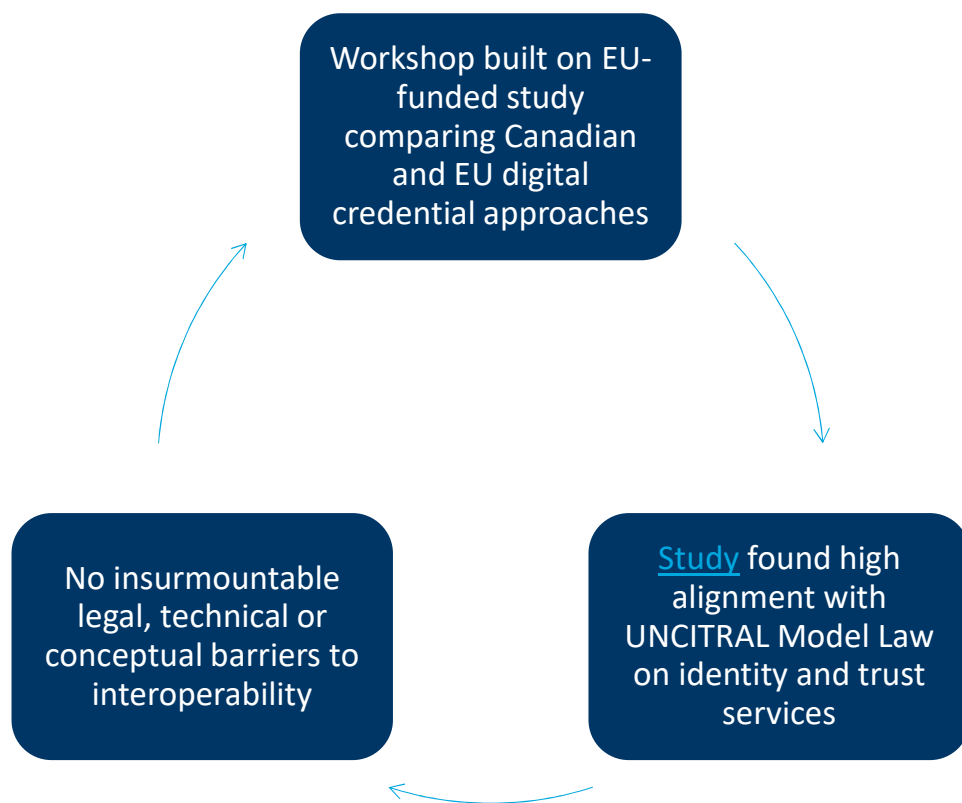 Workshop built on EU-
funded study
comparing Canadian
and EU digital
credential approaches
Study found high
alignment with
UNCITRAL Model Law
on identity and trust
services
No insurmountable
legal, technical or
conceptual barriers to
interoperability